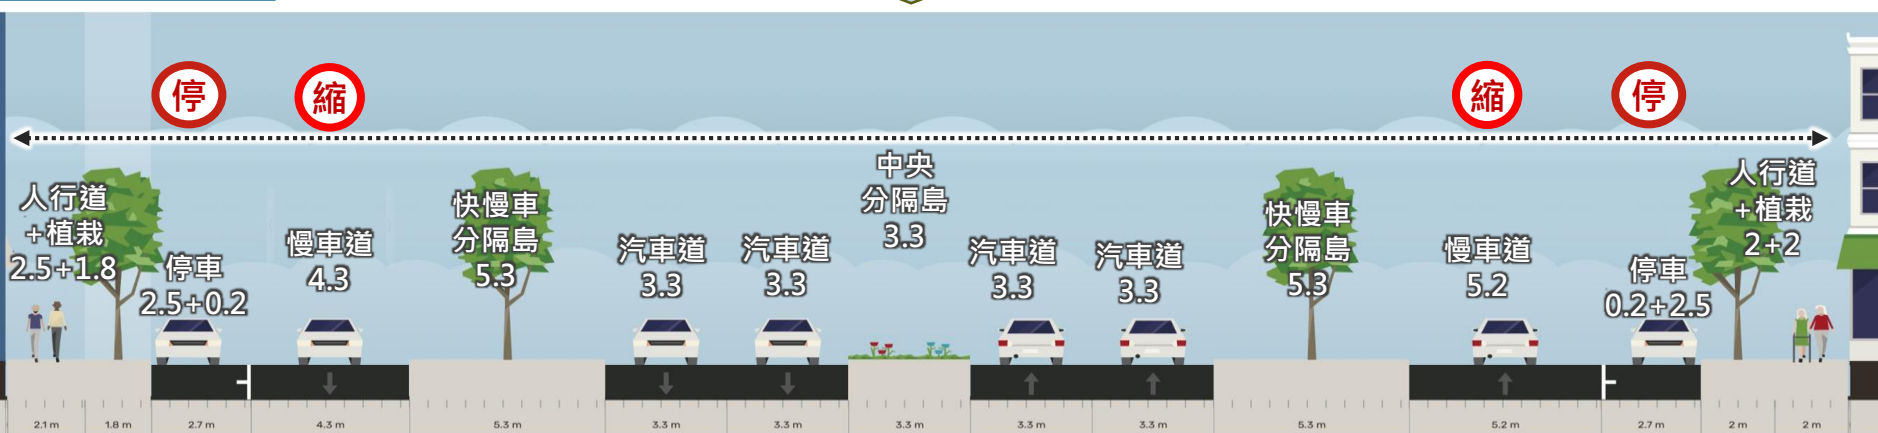 停
縮
縮
停
人行道
+植栽
2.5+1.8
停車
2.5+0.2
慢車道
4.3
快慢車
分隔島
5.3
汽車道
3.3
汽車道
3.3
中央
分隔島
3.3
汽車道
3.3
汽車道
3.3
快慢車
分隔島
5.3
慢車道
5.2
停車
0.2+2.5
人行道
+植栽
2+2
2.1 m
1.8 m
2.7 m
4.3 m
5.3 m
3.3 m
3.3 m
3.3 m
3.3 m
3.3 m
5.3 m
5.2 m
2.7 m
2 m
2 m